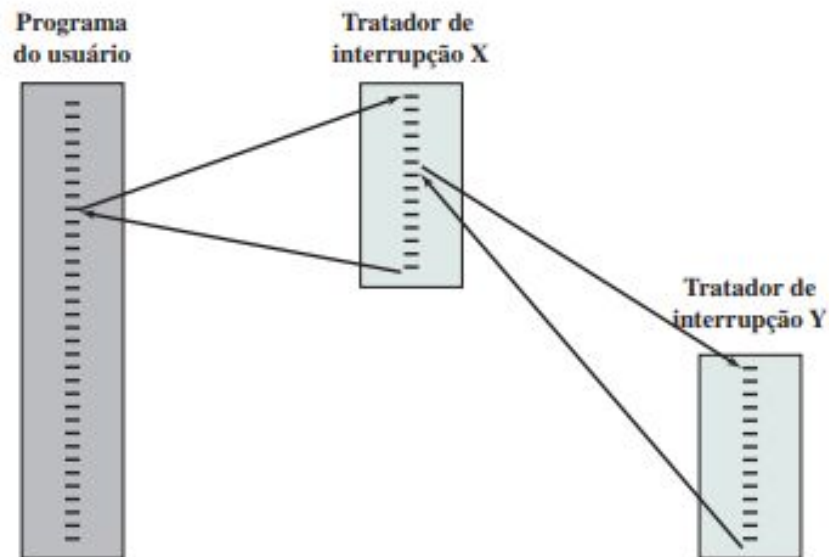 Programa
do usuário
Tratador de
interrupção X
Tratador de
interrupção Y